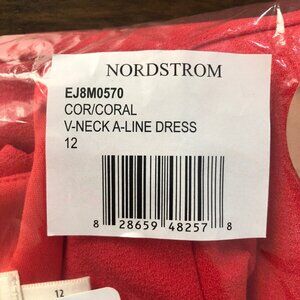 NORDSTROM
EJ8M0570
COR/CORAL
V-NECK A-LINE DRESS
12
8 28659 48257 8
12